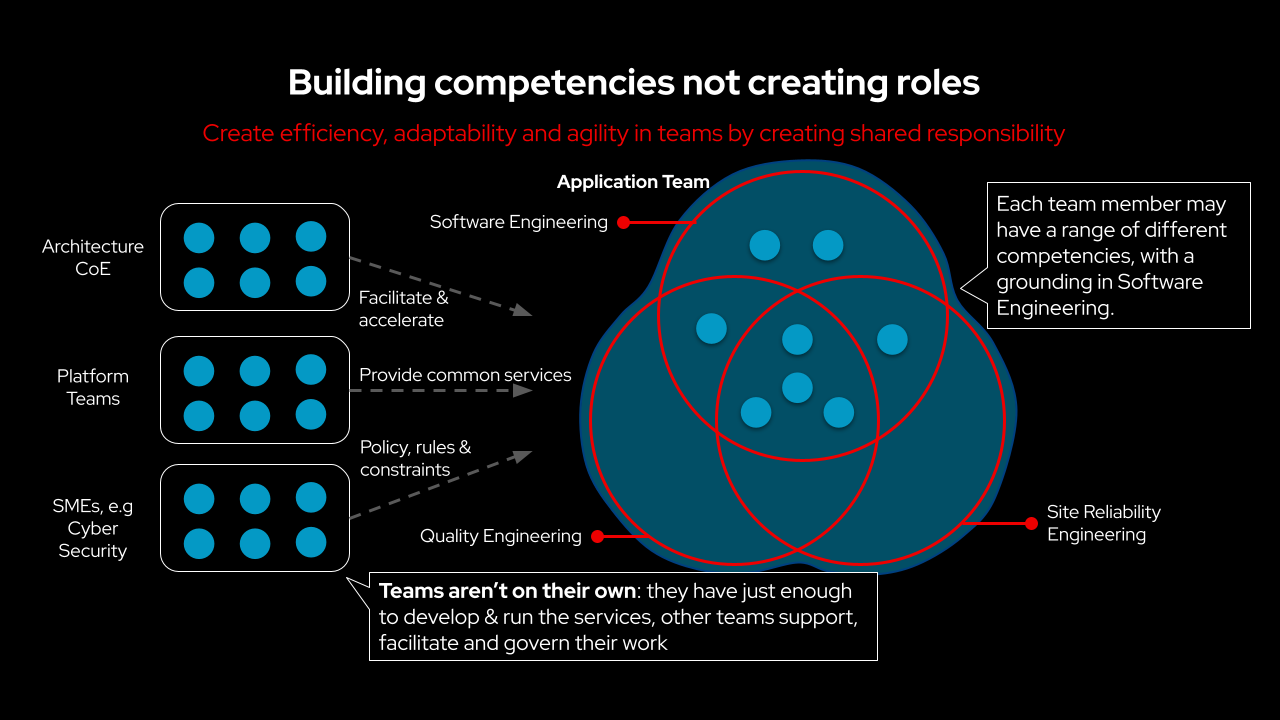 Building competencies not creating roles
Create efficiency, adaptability and agility in teams by creating shared responsibility
Application Team
Software Engineering
Each team member may
have a range of different
competencies, with a
grounding in Software
Engineering.
Architecture
CoE
Facilitate &
accelerate
Platform
Teams
Provide common services
Policy, rules &
constraints
SMEs, e.g
Cyber
Security
Quality Engineering
Site Reliability
Engineering
Teams aren’t on their own: they have just enough
to develop & run the services, other teams support,
facilitate and govern their work